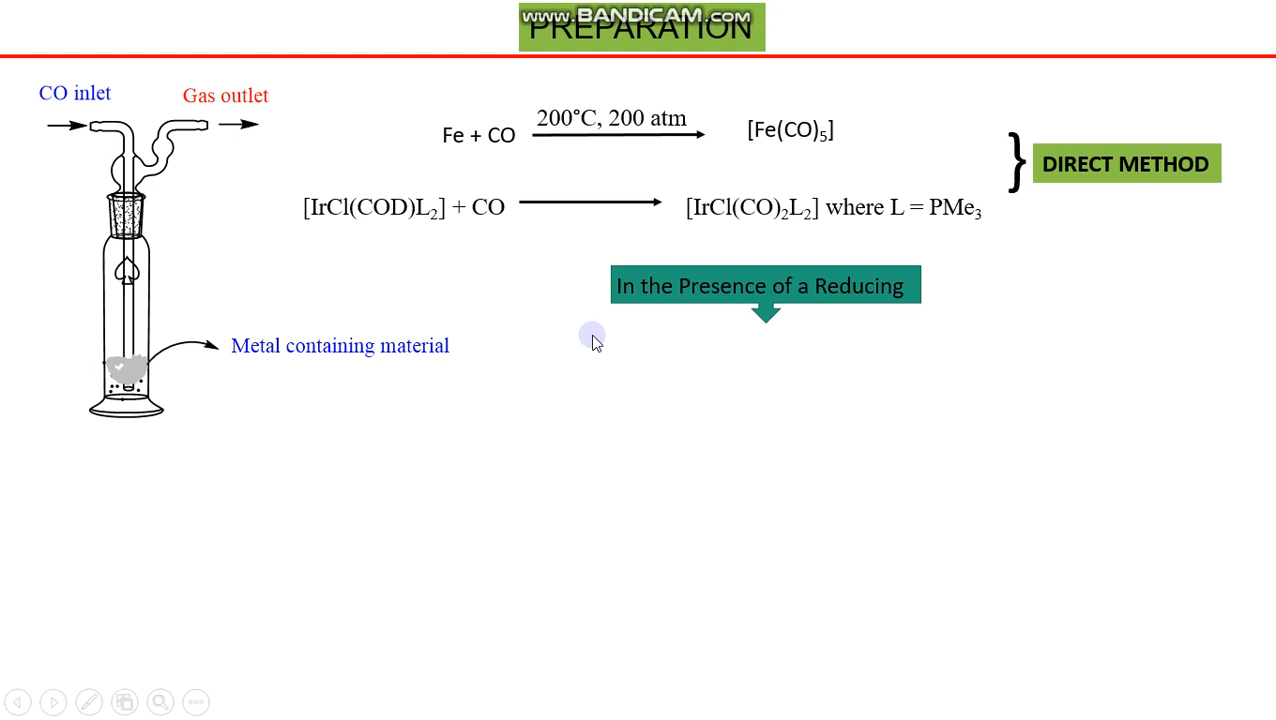 www.BANDICAM.com
PREPARATION
CO inlet
Gas outlet
Fe + CO
200°C, 200 atm
[Fe(CO)₅]
DIRECT METHOD
[IrCl(COD)L₂] + CO
[IrCl(CO)₂L₂] where L = PMe₃
In the Presence of a Reducing
Metal containing material